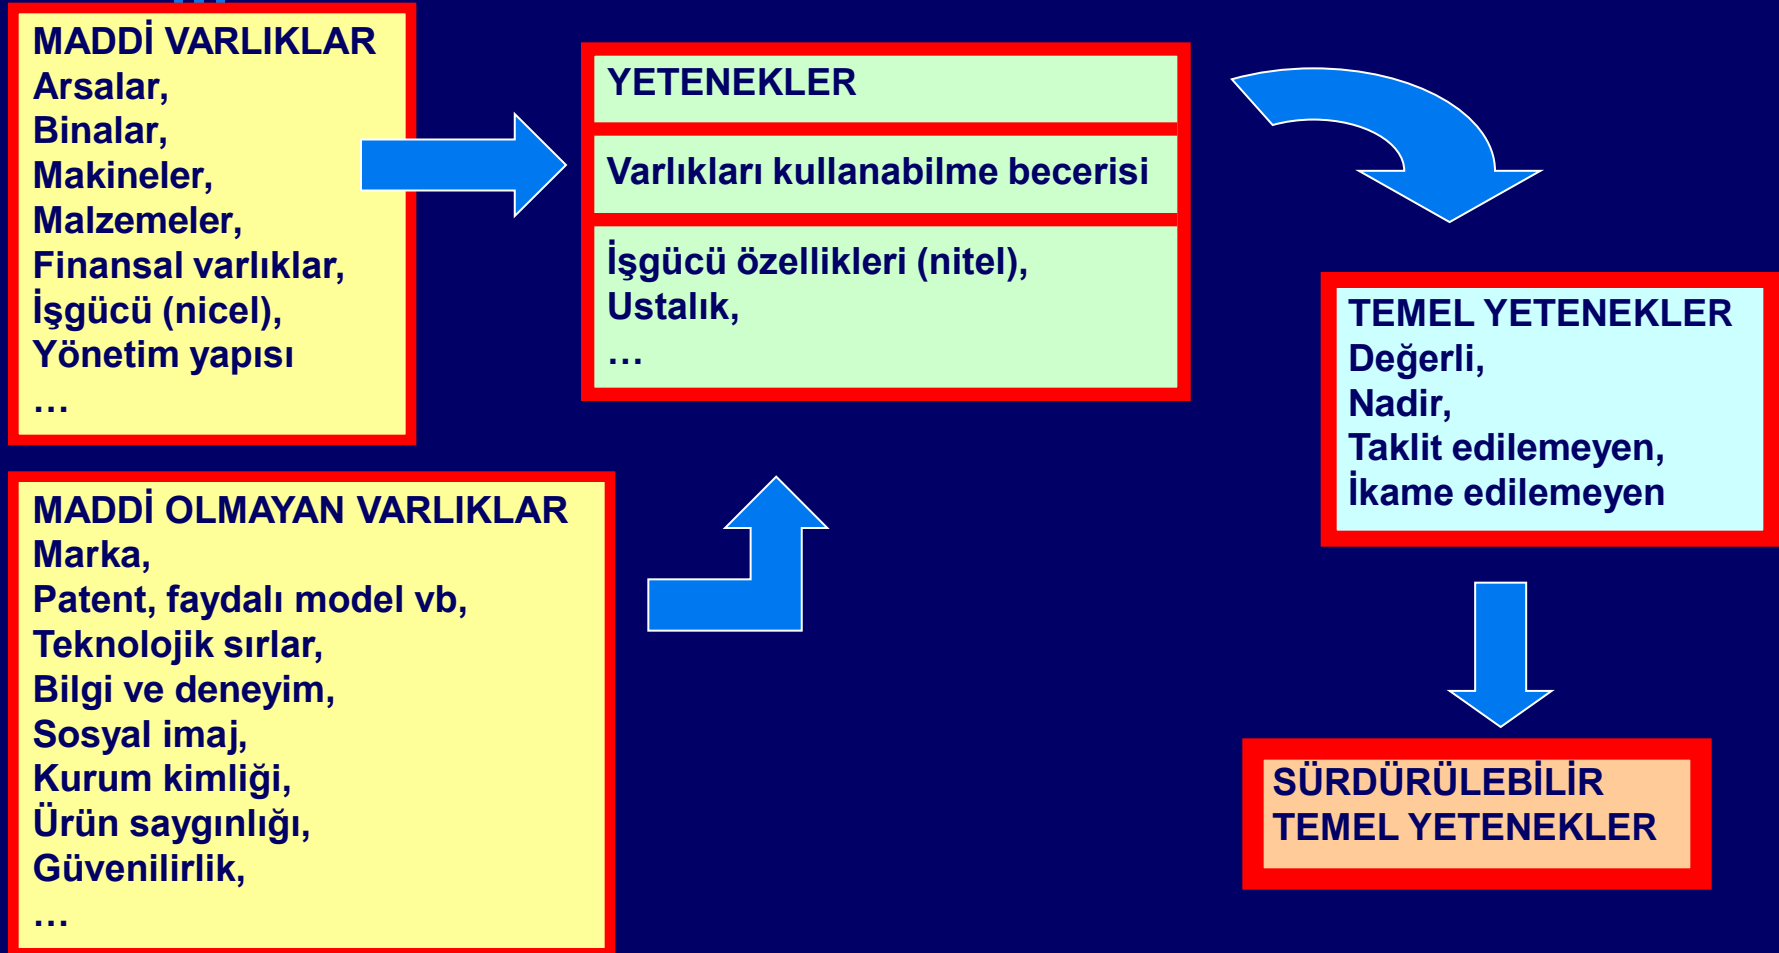 MADDİ VARLIKLAR
Arsalar,
Binalar,
Makineler,
Malzemeler,
Finansal varlıklar,
İşgücü (nicel),
Yönetim yapısı
…
MADDİ OLMAYAN VARLIKLAR
Marka,
Patent, faydalı model vb,
Teknolojik sırlar,
Bilgi ve deneyim,
Sosyal imaj,
Kurum kimliği,
Ürün saygınlığı,
Güvenilirlik,
…
YETENEKLER
Varlıkları kullanabilme becerisi
İşgücü özellikleri (nitel),
Ustalık,
…
TEMEL YETENEKLER
Değerli,
Nadir,
Taklit edilemeyen,
İkame edilemeyen
SÜRDÜRÜLEBİLİR
TEMEL YETENEKLER